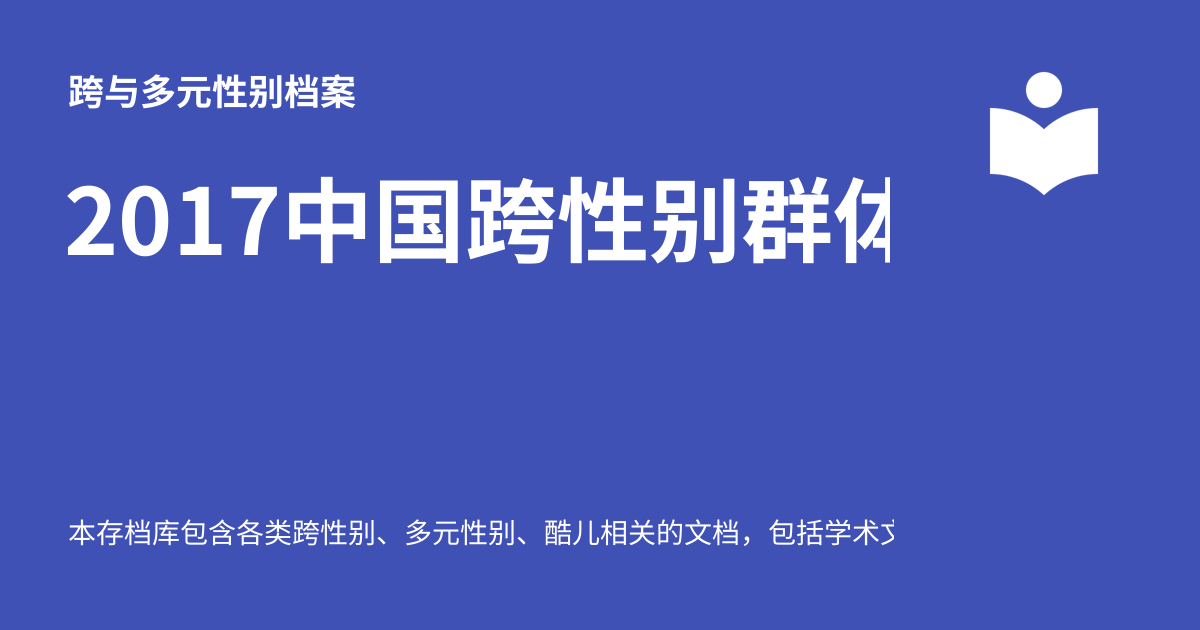 跨与多元性别档案
2017中国跨性别群
本存档库包含各类跨性别、多元性别、酷儿相关的文档，包括学术